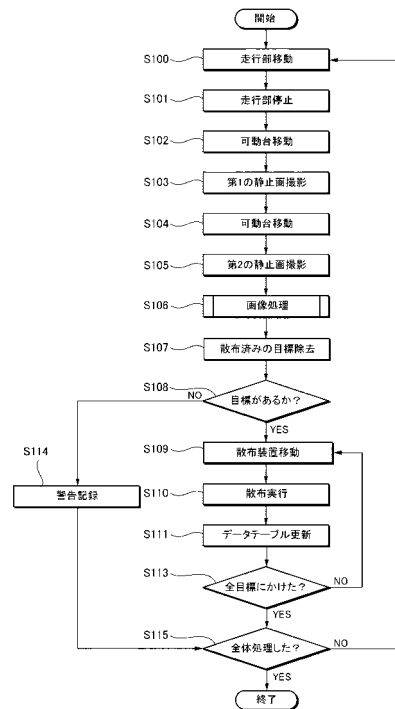 開始
S100
走行部移動
S101
走行部停止
S102
可動台移動
S103
第1の静止画撮影
S104
可動台移動
S105
第2の静止画撮影
S106
画像処理
S107
散布済みの目標除去
S108
目標があるか?
NO
YES
S109
散布装置移動
S114
警告記録
S110
散布実行
S111
データテーブル更新
S113
全目標にかけた?
NO
YES
S115
全体処理した?
NO
YES
終了